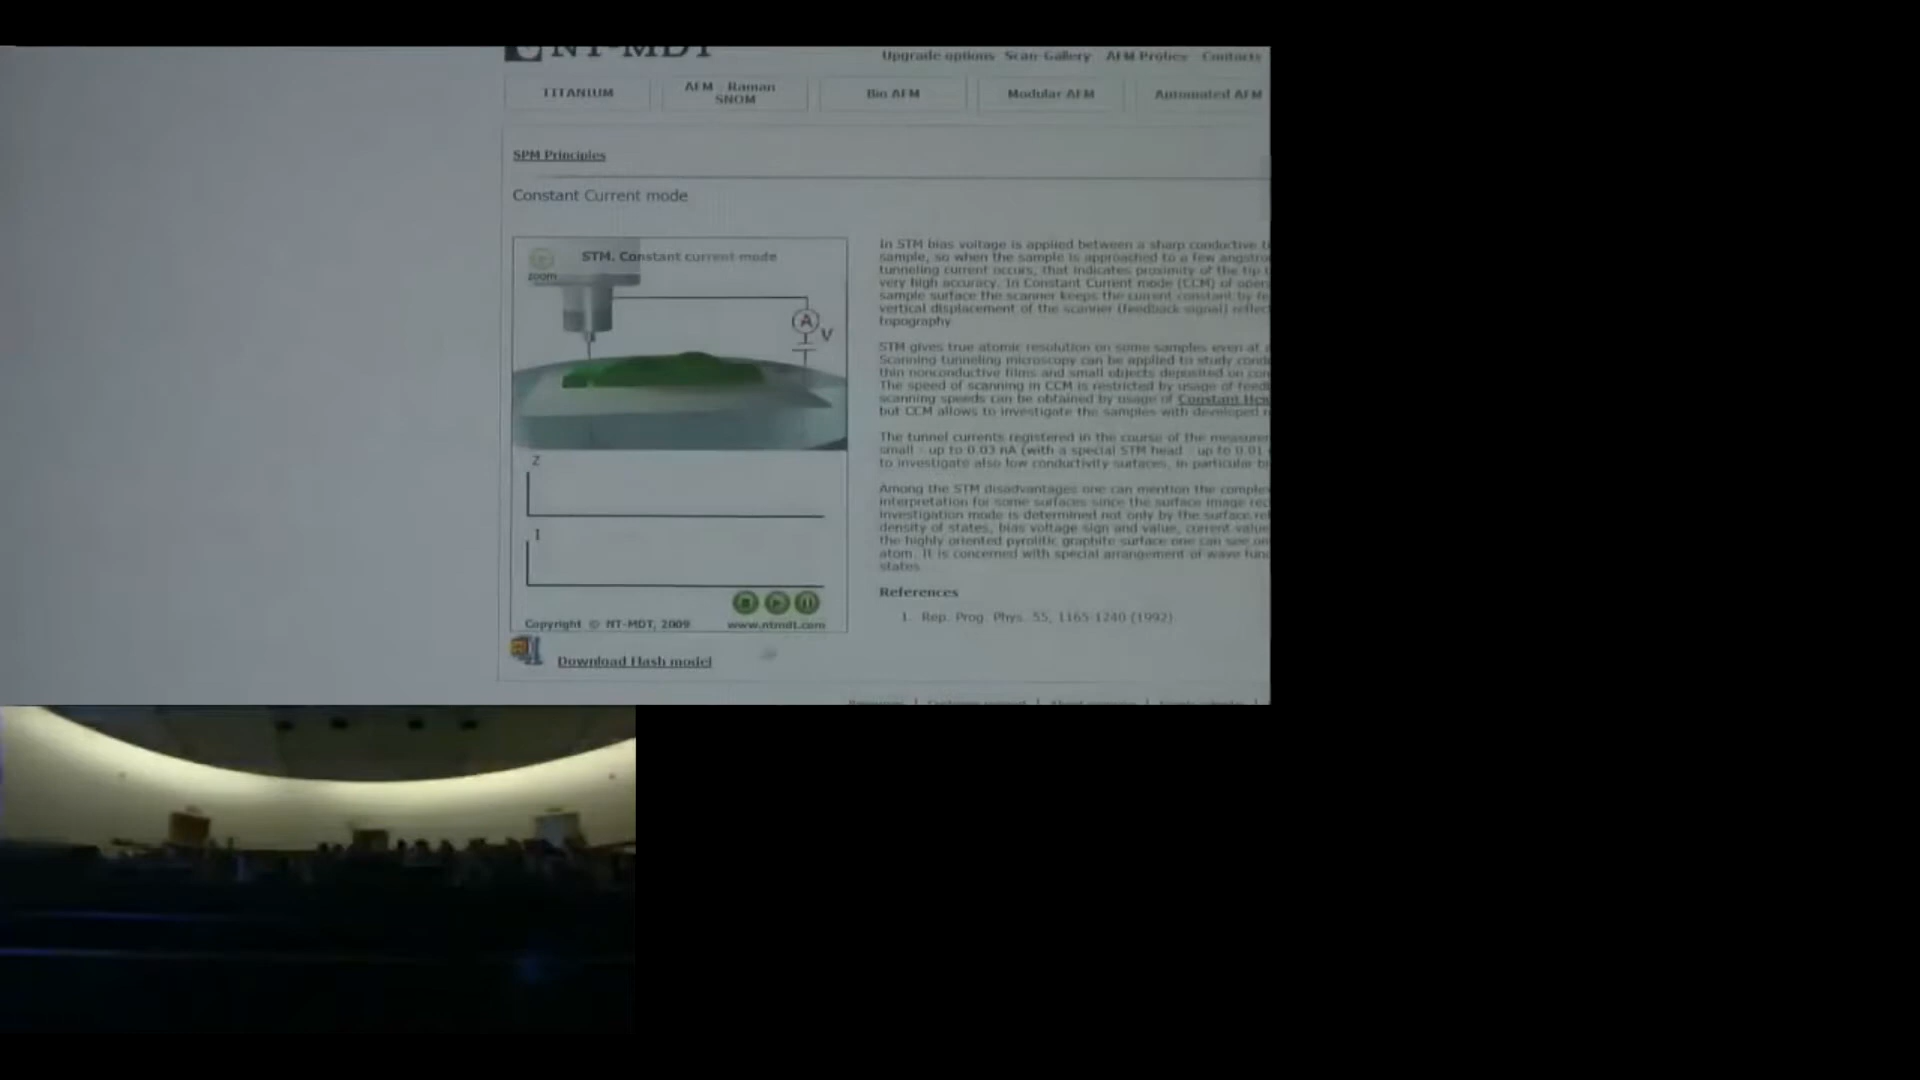 NT-MDT
Upgrade options Scan Gallery AFM Probes Contacts
TITANIUM
AFM - Raman
SNOM
Bio AFM
Modular AFM
Automated AFM
SPM Principles
Constant Current mode
zoom
STM. Constant current mode
A
V
Z
I
Copyright © NT-MDT, 2009 www.ntmdt.com
Download Flash model
In STM bias voltage is applied between a sharp conductive
sample, so when the sample is approached to a few
tunneling current occurs, that indicates proximity of the tip
very high accuracy. In Constant Current mode (CCM) of
sample surface the scanner keeps the current constant by
vertical displacement of the scanner (feedback signal)
topography.
STM gives true atomic resolution on some samples even at
Scanning tunneling microscopy can be applied to study
thin nonconductive films and small objects deposited on
The speed of scanning in CCM is restricted by usage of
scanning speeds can be obtained by usage of Constant
but CCM allows to investigate the samples with developed
The tunnel currents registered in the course of the
small - up to 0.03 nA (with a special STM head - up to 0.01
to investigate also low conductivity surfaces, in particular
Among the STM disadvantages one can mention the
interpretation for some surfaces since the surface image
investigation mode is determined not only by the surface
density of states, bias voltage sign and value, current
the highly oriented pyrolitic graphite surface one can see
atom. It is concerned with special arrangement of wave
states.
References
1. Rep. Prog. Phys. 55, 1165-1240 (1992)